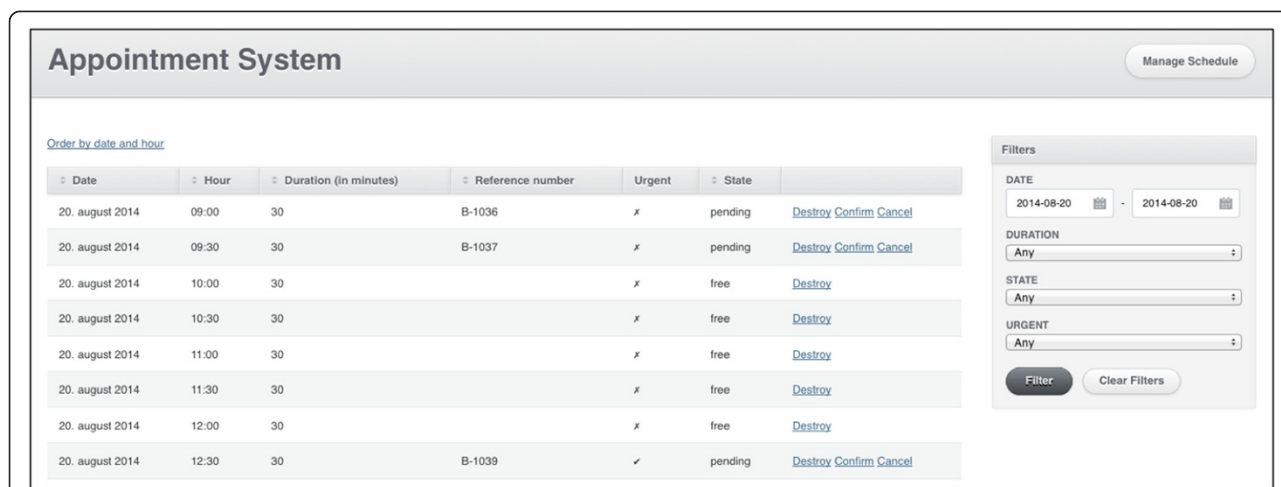 Appointment System
Manage Schedule
Order by date and hour
Date Hour Duration (in minutes) Reference number Urgent State
20. august 2014 09:00 30 B-1036 ✗ pending Destroy Confirm Cancel
20. august 2014 09:30 30 B-1037 ✗ pending Destroy Confirm Cancel
20. august 2014 10:00 30 ✗ free Destroy
20. august 2014 10:30 30 ✗ free Destroy
20. august 2014 11:00 30 ✗ free Destroy
20. august 2014 11:30 30 ✗ free Destroy
20. august 2014 12:00 30 ✗ free Destroy
20. august 2014 12:30 30 B-1039 ✔ pending Destroy Confirm Cancel
Filters
DATE
2014-08-20 - 2014-08-20
DURATION
Any
STATE
Any
URGENT
Any
Filter Clear Filters